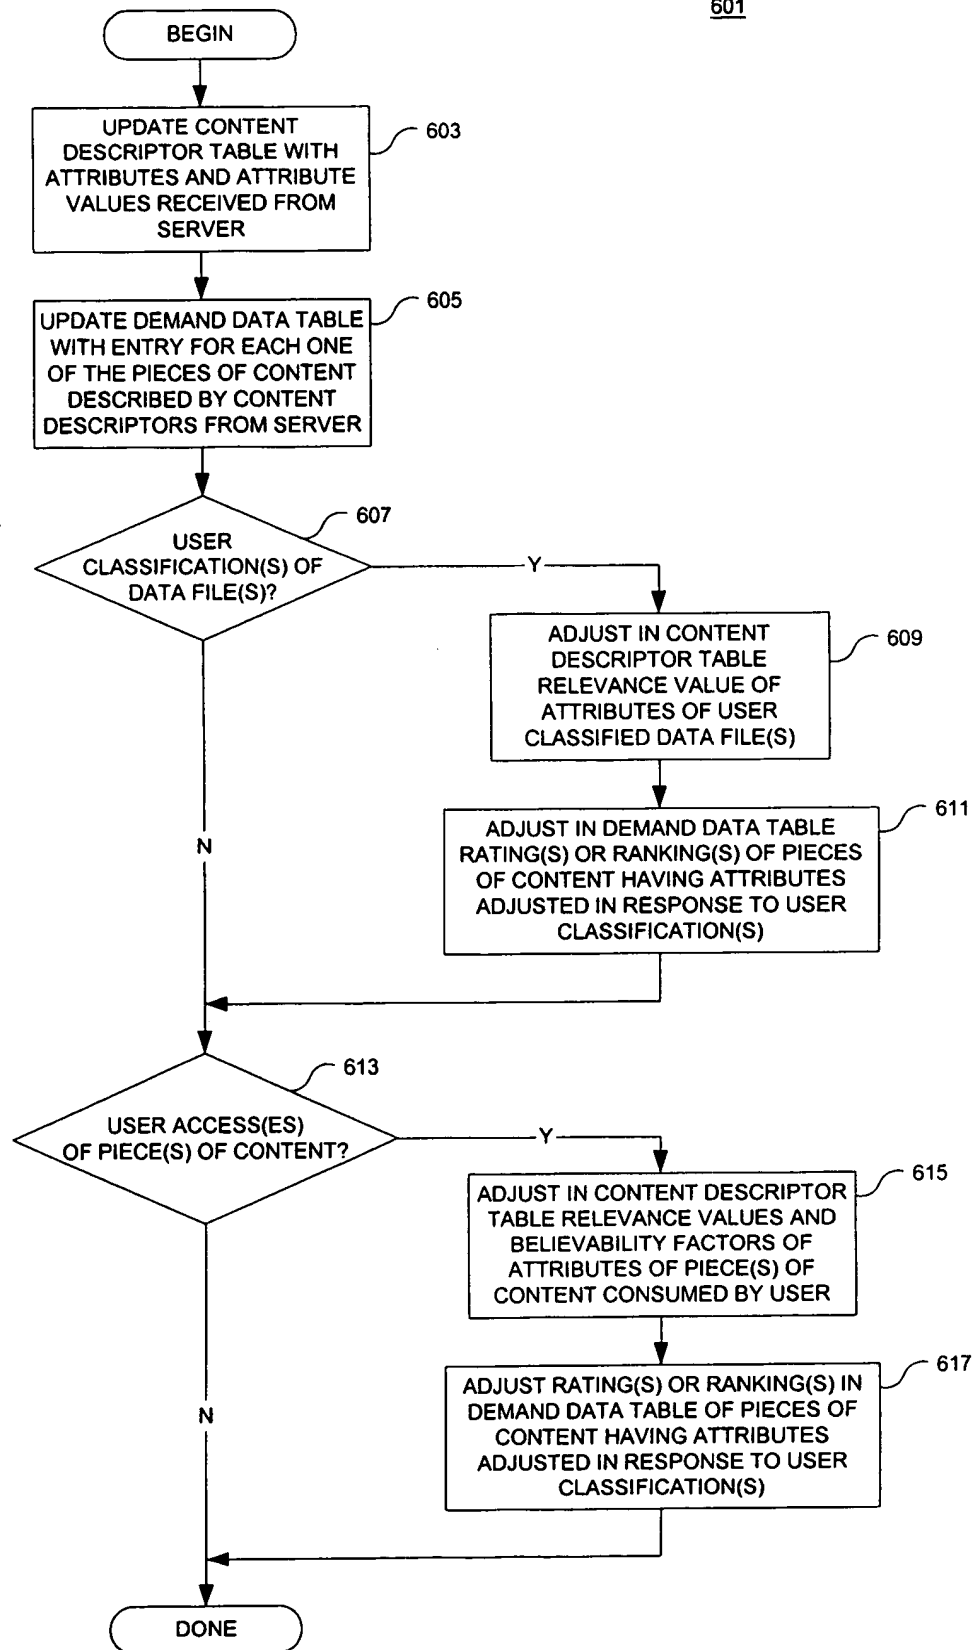 601
BEGIN
UPDATE CONTENT
DESCRIPTOR TABLE WITH
ATTRIBUTES AND ATTRIBUTE
VALUES RECEIVED FROM
SERVER
603
UPDATE DEMAND DATA TABLE
WITH ENTRY FOR EACH ONE
OF THE PIECES OF CONTENT
DESCRIBED BY CONTENT
DESCRIPTORS FROM SERVER
605
USER
CLASSIFICATION(S) OF
DATA FILE(S)?
607
Y
ADJUST IN CONTENT
DESCRIPTOR TABLE
RELEVANCE VALUE OF
ATTRIBUTES OF USER
CLASSIFIED DATA FILE(S)
609
ADJUST IN DEMAND DATA TABLE
RATING(S) OR RANKING(S) OF PIECES
OF CONTENT HAVING ATTRIBUTES
ADJUSTED IN RESPONSE TO USER
CLASSIFICATION(S)
611
N
USER ACCESS(ES)
OF PIECE(S) OF CONTENT?
613
Y
ADJUST IN CONTENT DESCRIPTOR
TABLE RELEVANCE VALUES AND
BELIEVABILITY FACTORS OF
ATTRIBUTES OF PIECE(S) OF
CONTENT CONSUMED BY USER
615
ADJUST RATING(S) OR RANKING(S) IN
DEMAND DATA TABLE OF PIECES OF
CONTENT HAVING ATTRIBUTES
ADJUSTED IN RESPONSE TO USER
CLASSIFICATION(S)
617
N
DONE